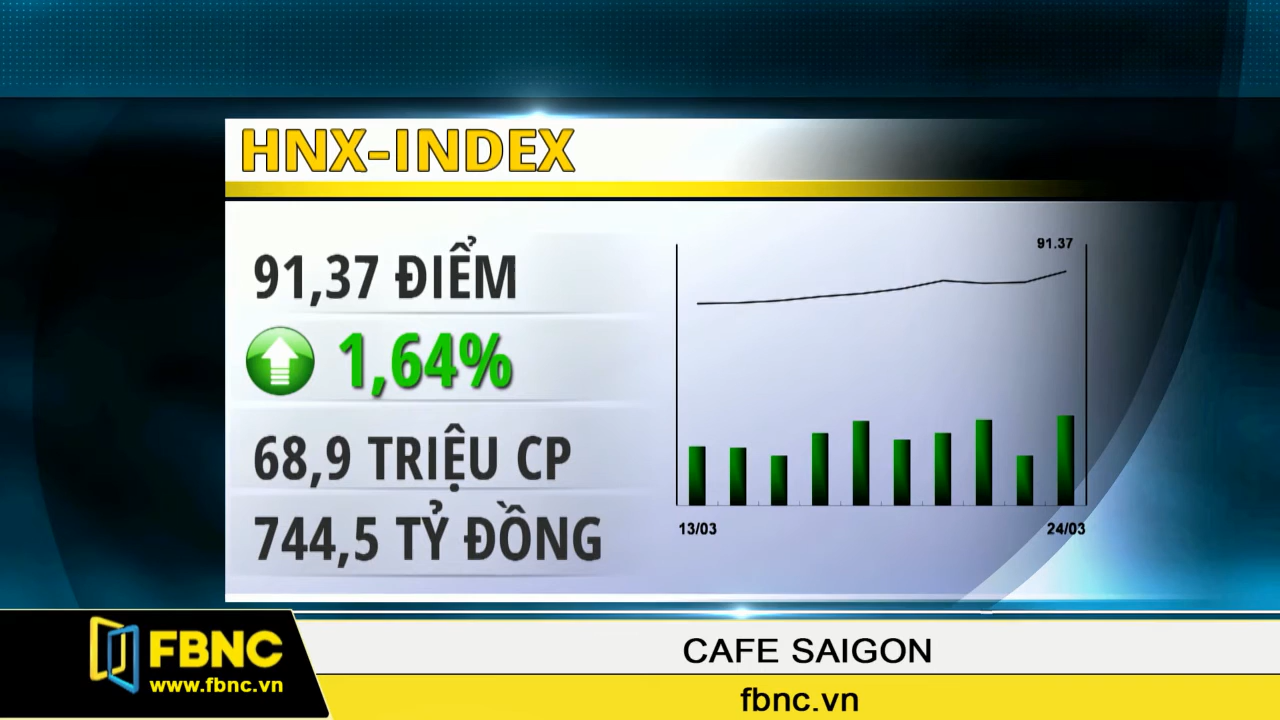 HNX-INDEX
91,37 ĐIỂM
1,64%
68,9 TRIỆU CP
744,5 TỶ ĐỒNG
91.37
13/03
24/03
FBNC
www.fbnc.vn
CAFE SAIGON
fbnc.vn